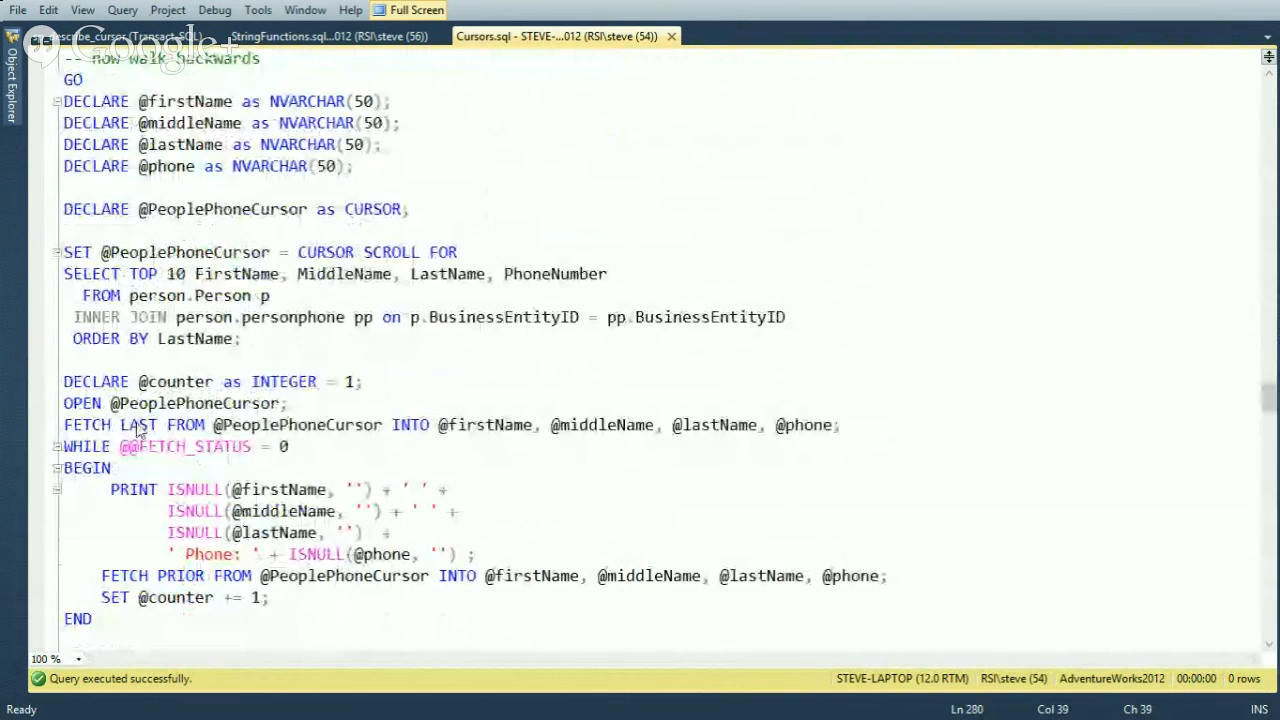 File Edit View Query Project Debug Tools Window Help Full Screen
sp_describe_cursor (Transact-SQL) StringFunctions.sql...012 (RSI\steve (56)) Cursors.sql - STEVE-...012 (RSI\steve (54))
Google+
Object Explorer
-- now walk backwards
GO
DECLARE @firstName as NVARCHAR(50);
DECLARE @middleName as NVARCHAR(50);
DECLARE @lastName as NVARCHAR(50);
DECLARE @phone as NVARCHAR(50);
DECLARE @PeoplePhoneCursor as CURSOR;
SET @PeoplePhoneCursor = CURSOR SCROLL FOR
SELECT TOP 10 FirstName, MiddleName, LastName, PhoneNumber
FROM person.Person p
INNER JOIN person.personphone pp on p.BusinessEntityID = pp.BusinessEntityID
ORDER BY LastName;
DECLARE @counter as INTEGER = 1;
OPEN @PeoplePhoneCursor;
FETCH LAST FROM @PeoplePhoneCursor INTO @firstName, @middleName, @lastName, @phone;
WHILE @@FETCH_STATUS = 0
BEGIN
PRINT ISNULL(@firstName, '') + ' ' +
ISNULL(@middleName, '') + ' ' +
ISNULL(@lastName, '') +
' Phone: ' + ISNULL(@phone, '') ;
FETCH PRIOR FROM @PeoplePhoneCursor INTO @firstName, @middleName, @lastName, @phone;
SET @counter += 1;
END
100 %
Query executed successfully. STEVE-LAPTOP (12.0 RTM) RSI\steve (54) AdventureWorks2012 00:00:00 0 rows
Ready Ln 280 Col 39 Ch 39 INS